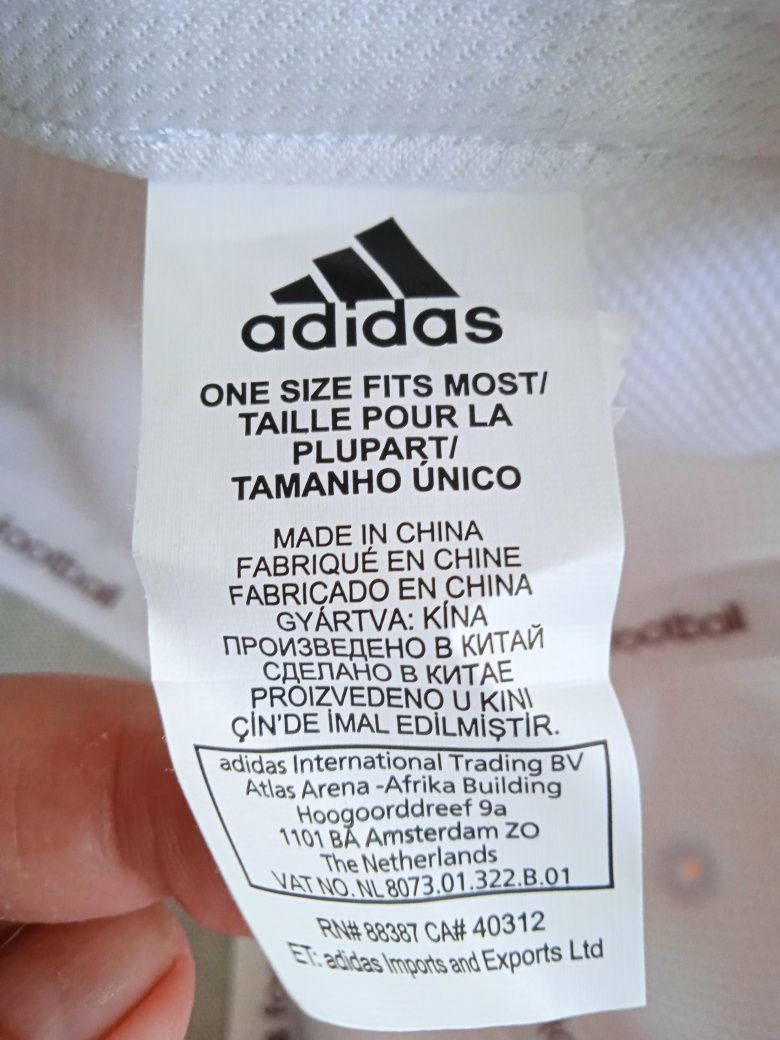 adidas
ONE SIZE FITS MOST/
TAILLE POUR LA
PLUPART/
TAMANHO ÚNICO
MADE IN CHINA
FABRIQUÉ EN CHINE
FABRICADO EN CHINA
GYÁRTVA: KÍNA
ПРОИЗВЕДЕНО В КИТАЙ
СДЕЛАНО В КИТАЕ
PROIZVEDENO U KINI
ÇİN'DE İMAL EDİLMİŞTİR.
adidas International Trading BV
Atlas Arena -Afrika Building
Hoogoorddreef 9a
1101 BA Amsterdam ZO
The Netherlands
VAT NO. NL 8073.01.322.B.01
RN# 88387 CA# 40312
ET: adidas Imports and Exports Ltd
football
football